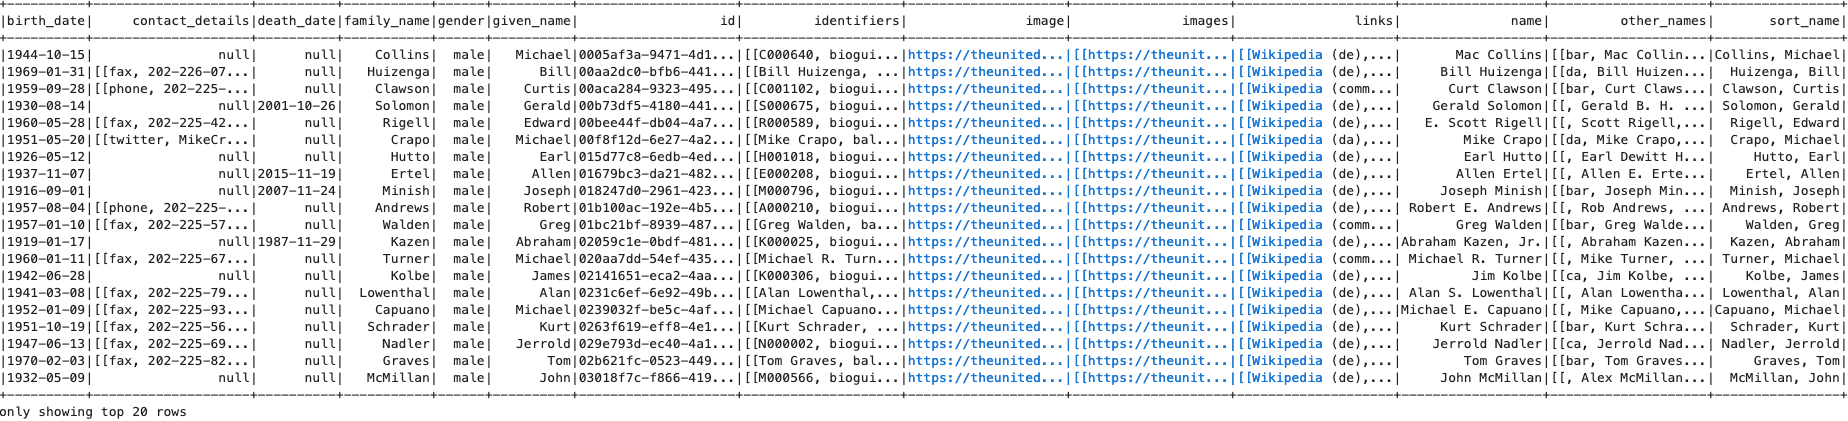 |birth_date| contact_details|death_date|family_name|gender|given_name| id| identifiers| image| images| links| name| other_names| sort_name|
|1944-10-15| null| null| Collins| male| Michael|0005af3a-9471-4d1...|[[C000640, biogui...|https://theunited...|[[https://theunit...|[[Wikipedia (de),...| Mac Collins|[[bar, Mac Collin...|Collins, Michael|
|1969-01-31|[[fax, 202-226-07...| null| Huizenga| male| Bill|00aa2dc0-bfb6-441...|[[Bill Huizenga, ...|https://theunited...|[[https://theunit...|[[Wikipedia (da),...| Bill Huizenga|[[da, Bill Huizen...| Huizenga, Bill|
|1959-09-28|[[phone, 202-225-...| null| Clawson| male| Curtis|00aca284-9323-495...|[[C001102, biogui...|https://theunited...|[[https://theunit...|[[Wikipedia (comm...| Curt Clawson|[[bar, Curt Claws...| Clawson, Curtis|
|1930-08-14| null|2001-10-26| Solomon| male| Gerald|00b73df5-4180-441...|[[S000675, biogui...|https://theunited...|[[https://theunit...|[[Wikipedia (de),...| Gerald Solomon|[[, Gerald B. H. ...| Solomon, Gerald|
|1960-05-28|[[fax, 202-225-42...| null| Rigell| male| Edward|00bee44f-db04-4a7...|[[R000589, biogui...|https://theunited...|[[https://theunit...|[[Wikipedia (de),...| E. Scott Rigell|[[, Scott Rigell,...| Rigell, Edward|
|1951-05-20|[[twitter, MikeCr...| null| Crapo| male| Michael|00f8f12d-6e27-4a2...|[[Mike Crapo, bal...|https://theunited...|[[https://theunit...|[[Wikipedia (da),...| Mike Crapo|[[da, Mike Crapo,...| Crapo, Michael|
|1926-05-12| null| null| Hutto| male| Earl|015d77c8-6edb-4ed...|[[H001018, biogui...|https://theunited...|[[https://theunit...|[[Wikipedia (de),...| Earl Hutto|[[, Earl Dewitt H...| Hutto, Earl|
|1937-11-07| null|2015-11-19| Ertel| male| Allen|01679bc3-da21-482...|[[E000208, biogui...|https://theunited...|[[https://theunit...|[[Wikipedia (de),...| Allen Ertel|[[, Allen E. Erte...| Ertel, Allen|
|1916-09-01| null|2007-11-24| Minish| male| Joseph|018247d0-2961-423...|[[M000796, biogui...|https://theunited...|[[https://theunit...|[[Wikipedia (de),...| Joseph Minish|[[bar, Joseph Min...| Minish, Joseph|
|1957-08-04|[[phone, 202-225-...| null| Andrews| male| Robert|01b100ac-192e-4b5...|[[A000210, biogui...|https://theunited...|[[https://theunit...|[[Wikipedia (de),...| Robert E. Andrews|[[, Rob Andrews, ...| Andrews, Robert|
|1957-01-10|[[fax, 202-225-57...| null| Walden| male| Greg|01bc21bf-8939-487...|[[Greg Walden, ba...|https://theunited...|[[https://theunit...|[[Wikipedia (comm...| Greg Walden|[[bar, Greg Walde...| Walden, Greg|
|1919-01-17| null|1987-11-29| Kazen| male| Abraham|02059c1e-0bdf-481...|[[K000025, biogui...|https://theunited...|[[https://theunit...|[[Wikipedia (de),...|Abraham Kazen, Jr.|[[, Abraham Kazen...| Kazen, Abraham|
|1960-01-11|[[fax, 202-225-67...| null| Turner| male| Michael|020aa7dd-54ef-435...|[[Michael R. Turn...|https://theunited...|[[https://theunit...|[[Wikipedia (comm...| Michael R. Turner|[[, Mike Turner, ...| Turner, Michael|
|1942-06-28| null| null| Kolbe| male| James|02141651-eca2-4aa...|[[K000306, biogui...|https://theunited...|[[https://theunit...|[[Wikipedia (de),...| Jim Kolbe|[[ca, Jim Kolbe, ...| Kolbe, James|
|1941-03-08|[[fax, 202-225-79...| null| Lowenthal| male| Alan|0231c6ef-6e92-49b...|[[Alan Lowenthal,...|https://theunited...|[[https://theunit...|[[Wikipedia (de),...| Alan S. Lowenthal|[[, Alan Lowentha...| Lowenthal, Alan|
|1952-01-09|[[fax, 202-225-93...| null| Capuano| male| Michael|0239032f-be5c-4af...|[[Michael Capuano...|https://theunited...|[[https://theunit...|[[Wikipedia (de),...|Michael E. Capuano|[[, Mike Capuano,...|Capuano, Michael|
|1951-10-19|[[fax, 202-225-56...| null| Schrader| male| Kurt|0263f619-eff8-4e1...|[[Kurt Schrader, ...|https://theunited...|[[https://theunit...|[[Wikipedia (de),...| Kurt Schrader|[[bar, Kurt Schra...| Schrader, Kurt|
|1947-06-13|[[fax, 202-225-69...| null| Nadler| male| Jerrold|029e793d-ec40-4a1...|[[N000002, biogui...|https://theunited...|[[https://theunit...|[[Wikipedia (de),...| Jerrold Nadler|[[ca, Jerrold Nad...| Nadler, Jerrold|
|1970-02-03|[[fax, 202-225-82...| null| Graves| male| Tom|02b621fc-0523-449...|[[Tom Graves, bal...|https://theunited...|[[https://theunit...|[[Wikipedia (de),...| Tom Graves|[[bar, Tom Graves...| Graves, Tom|
|1932-05-09| null| null| McMillan| male| John|03018f7c-f866-419...|[[M000566, biogui...|https://theunited...|[[https://theunit...|[[Wikipedia (de),...| John McMillan|[[, Alex McMillan...| McMillan, John|
only showing top 20 rows